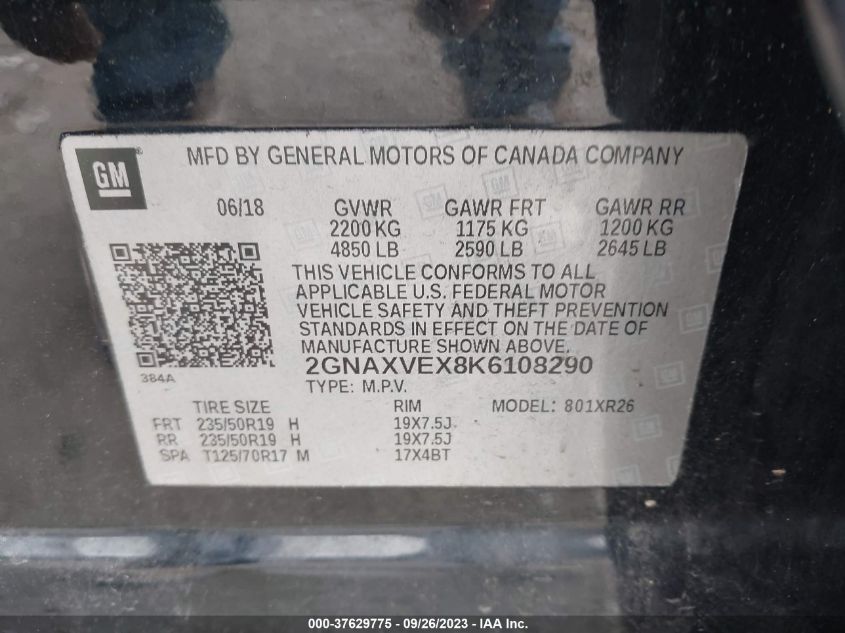 GM
MFD BY GENERAL MOTORS OF CANADA COMPANY
06/18 GVWR GAWR FRT GAWR RR
2200 KG 1175 KG 1200 KG
4850 LB 2590 LB 2645 LB
THIS VEHICLE CONFORMS TO ALL
APPLICABLE U.S. FEDERAL MOTOR
VEHICLE SAFETY AND THEFT PREVENTION
STANDARDS IN EFFECT ON THE DATE OF
MANUFACTURE SHOWN ABOVE.
384A
2GNAXVEX8K6108290
TYPE: M.P.V.
TIRE SIZE RIM MODEL: 801XR26
FRT 235/50R19 H 19X7.5J
RR 235/50R19 H 19X7.5J
SPA T125/70R17 M 17X4BT
000-37629775 - 09/26/2023 - iaai.com